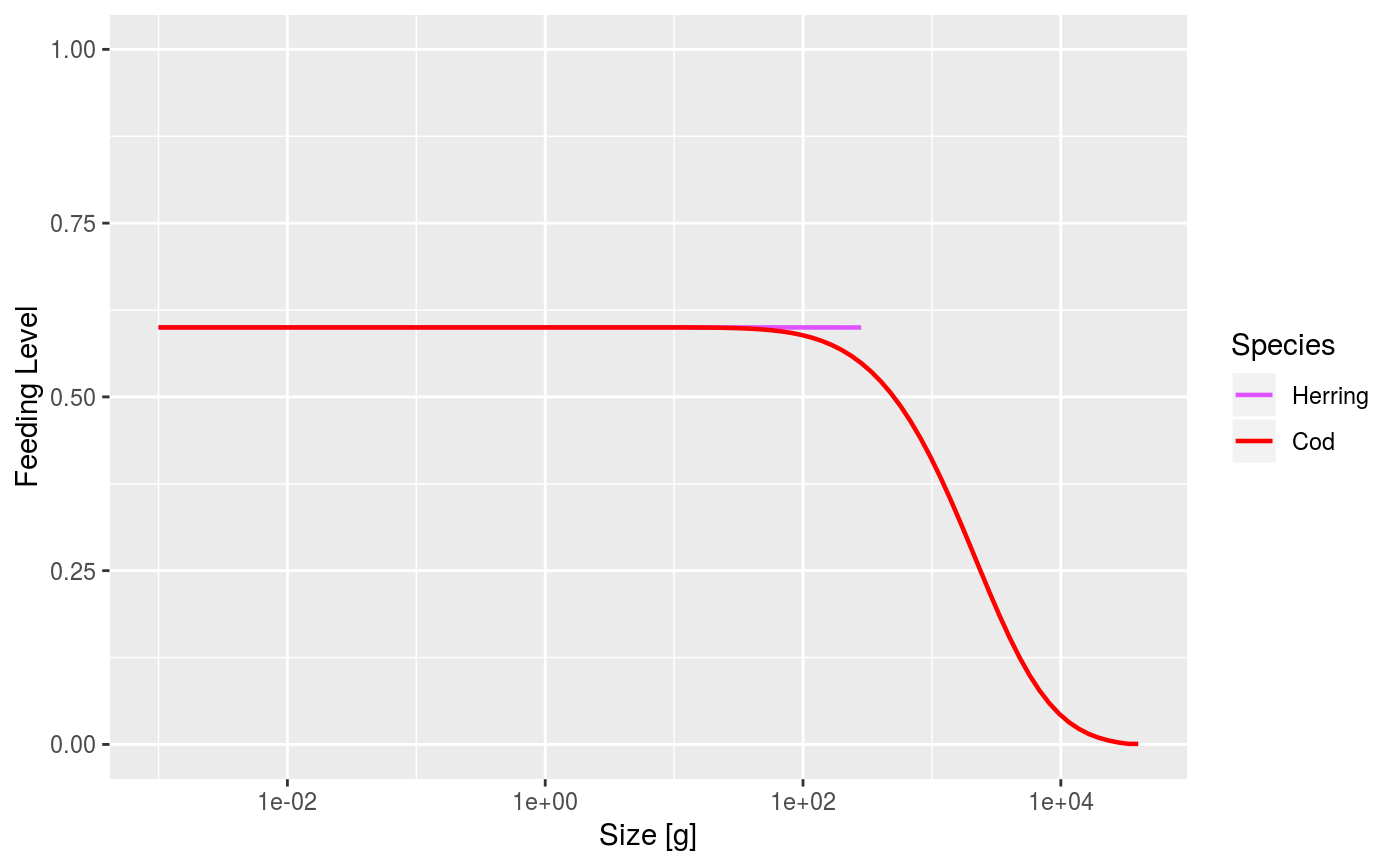 Feeding Level
1.00
0.75
0.50
0.25
0.00
1e-02 1e+00 1e+02 1e+04
Size [g]
Species
Herring
Cod